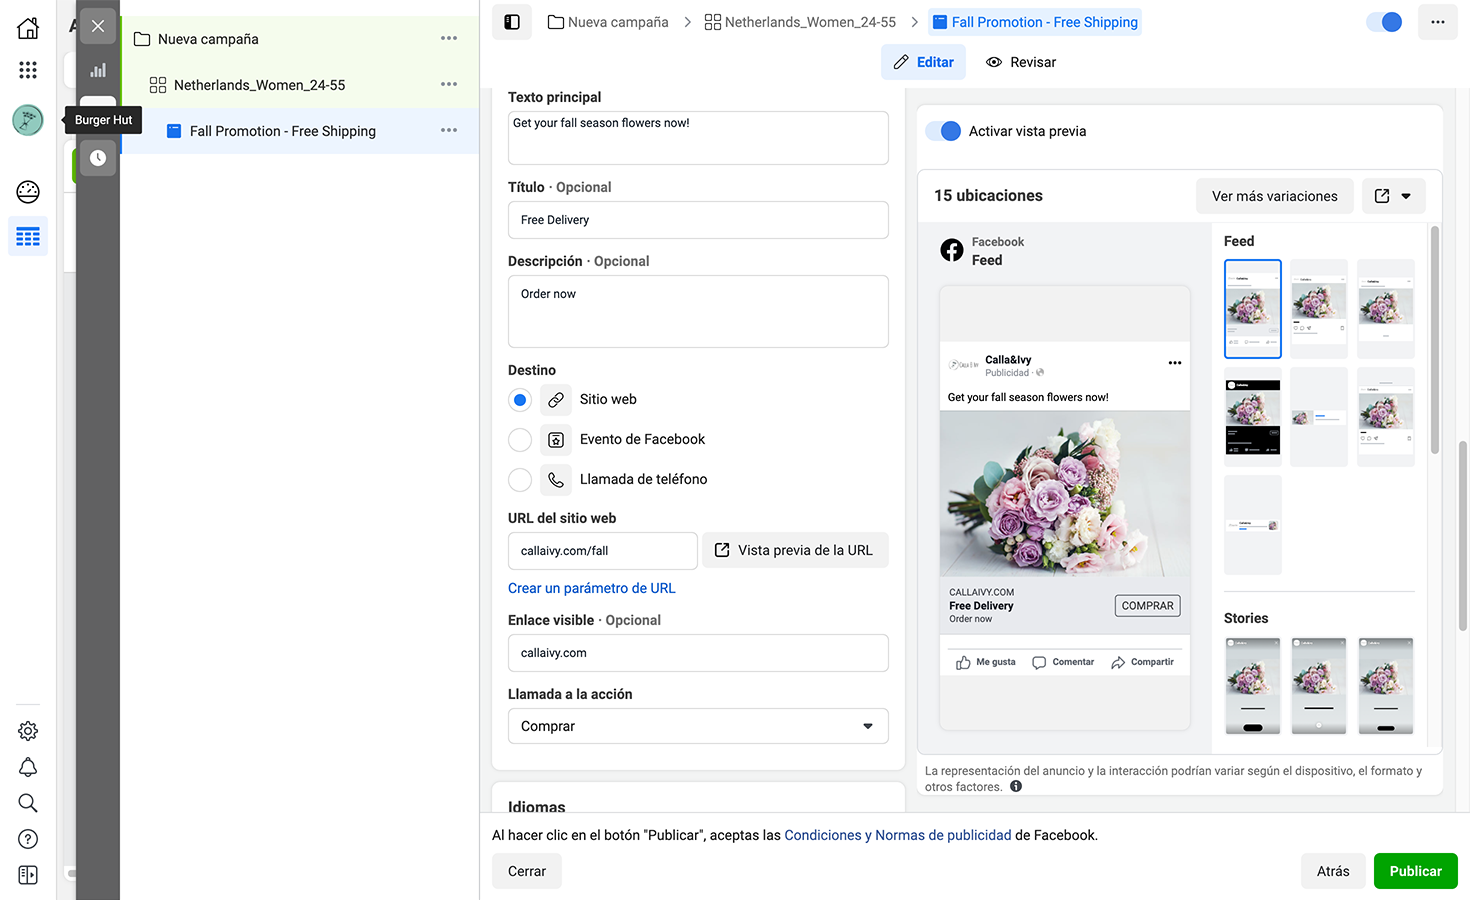 Burger Hut
Nueva campaña
Netherlands_Women_24-55
Fall Promotion - Free Shipping
Nueva campaña
Netherlands_Women_24-55
Fall Promotion - Free Shipping
Editar
Revisar
Texto principal
Get your fall season flowers now!
Título · Opcional
Free Delivery
Descripción · Opcional
Order now
Destino
Sitio web
Evento de Facebook
Llamada de teléfono
URL del sitio web
callaivy.com/fall
Vista previa de la URL
Crear un parámetro de URL
Enlace visible · Opcional
callaivy.com
Llamada a la acción
Comprar
Idiomas
Activar vista previa
15 ubicaciones
Ver más variaciones
Facebook
Feed
Calla&Ivy
Publicidad ·
Get your fall season flowers now!
CALLAIVY.COM
Free Delivery
Order now
COMPRAR
Me gusta
Comentar
Compartir
Feed
Stories
La representación del anuncio y la interacción podrían variar según el dispositivo, el formato y
otros factores.
Al hacer clic en el botón "Publicar", aceptas las Condiciones y Normas de publicidad de Facebook.
Cerrar
Atrás
Publicar